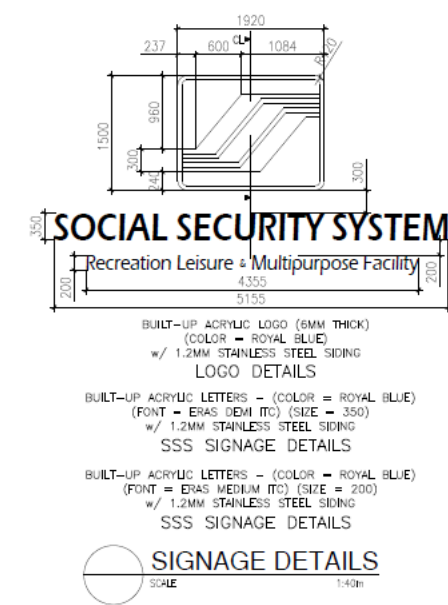 1920
CL
237 600 1084
R120
1500
960
300
240
300
350
SOCIAL SECURITY SYSTEM
Recreation Leisure & Multipurpose Facility
200
4355
200
5155
BUILT-UP ACRYLIC LOGO (6MM THICK)
(COLOR = ROYAL BLUE)
w/ 1.2MM STAINLESS STEEL SIDING
LOGO DETAILS
BUILT-UP ACRYLIC LETTERS - (COLOR = ROYAL BLUE)
(FONT = ERAS DEMI ITC) (SIZE = 350)
w/ 1.2MM STAINLESS STEEL SIDING
SSS SIGNAGE DETAILS
BUILT-UP ACRYLIC LETTERS - (COLOR = ROYAL BLUE)
(FONT = ERAS MEDIUM ITC) (SIZE = 200)
w/ 1.2MM STAINLESS STEEL SIDING
SSS SIGNAGE DETAILS
SIGNAGE DETAILS
SCALE 1:40m